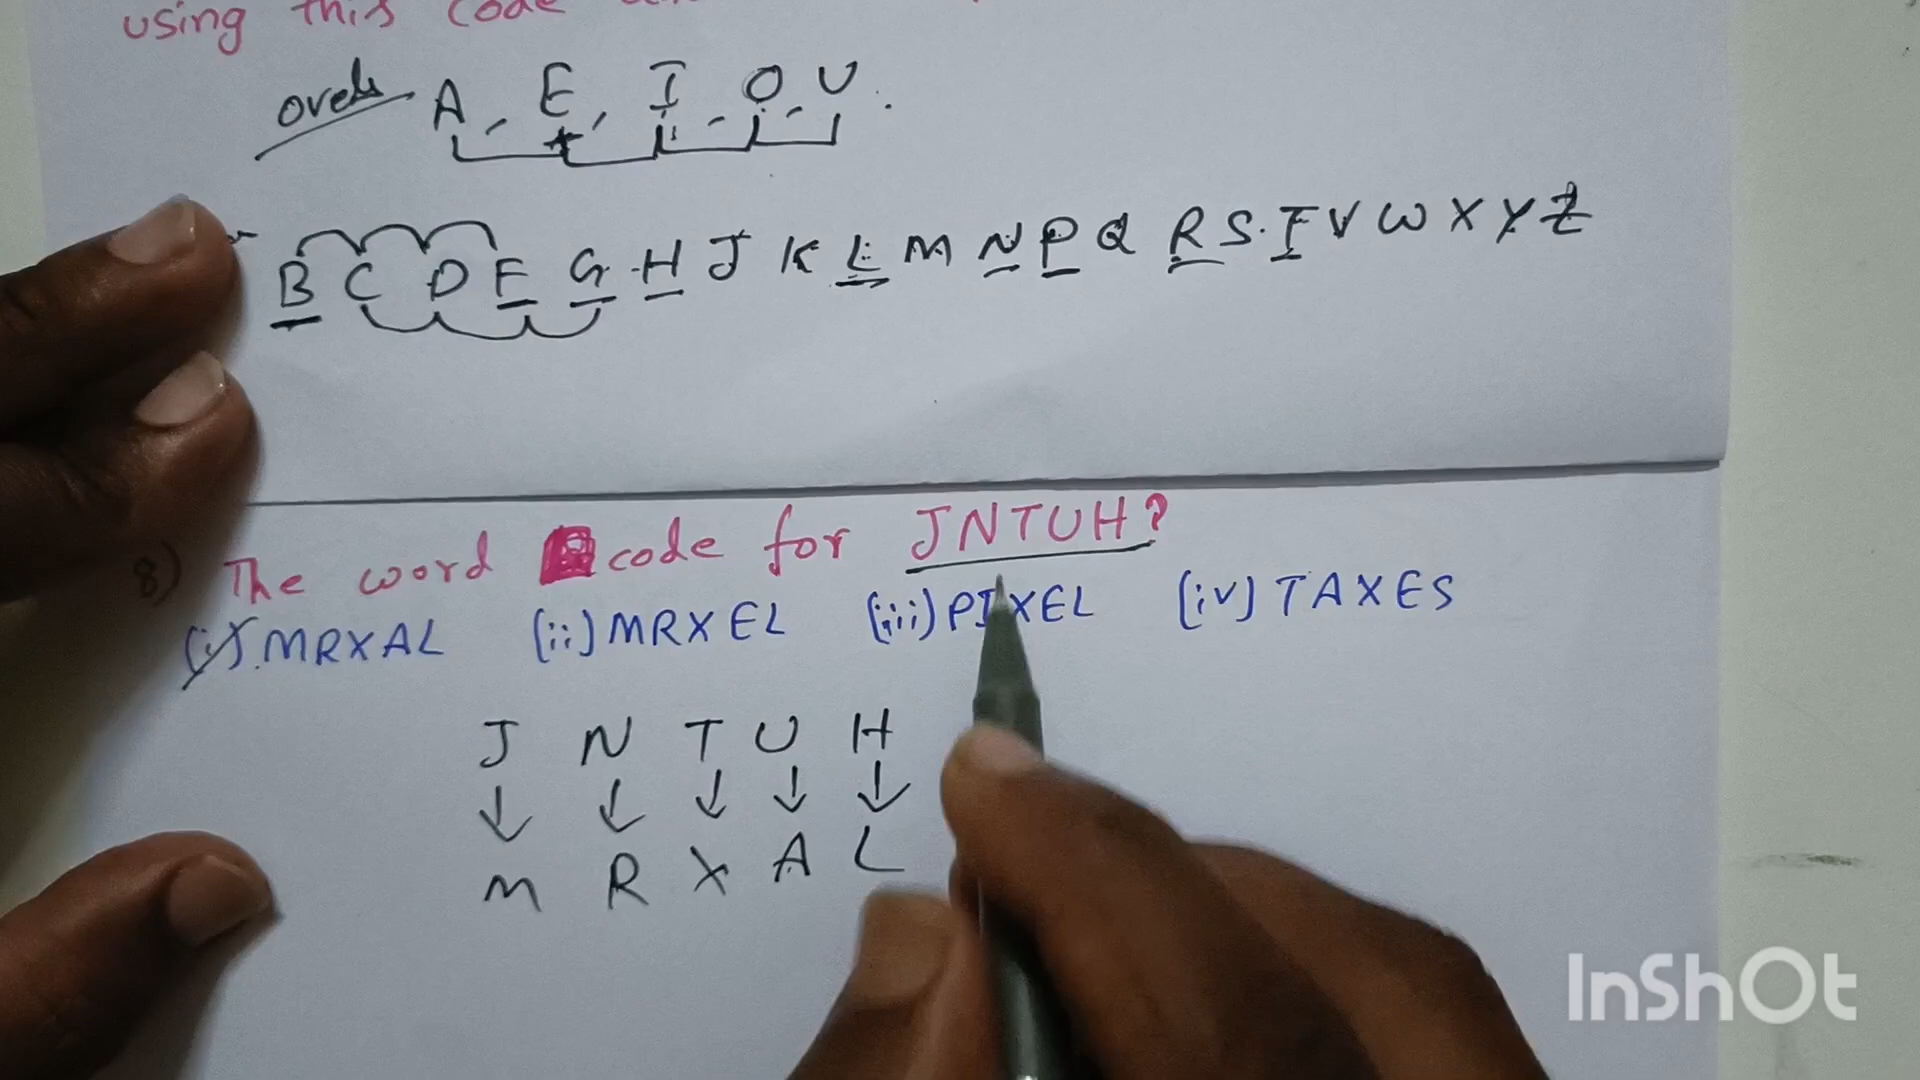 using this code
ovels A, E, I, O, U.
B C D F G H J K L M N P Q R S T V W X Y Z
8) The word code for JNTUH?
(i) MRXAL (ii) MRXEL (iii) PIXEL (iv) TAXES
J N T U H
↓ ↓ ↓ ↓ ↓
M R X A L
InShOt